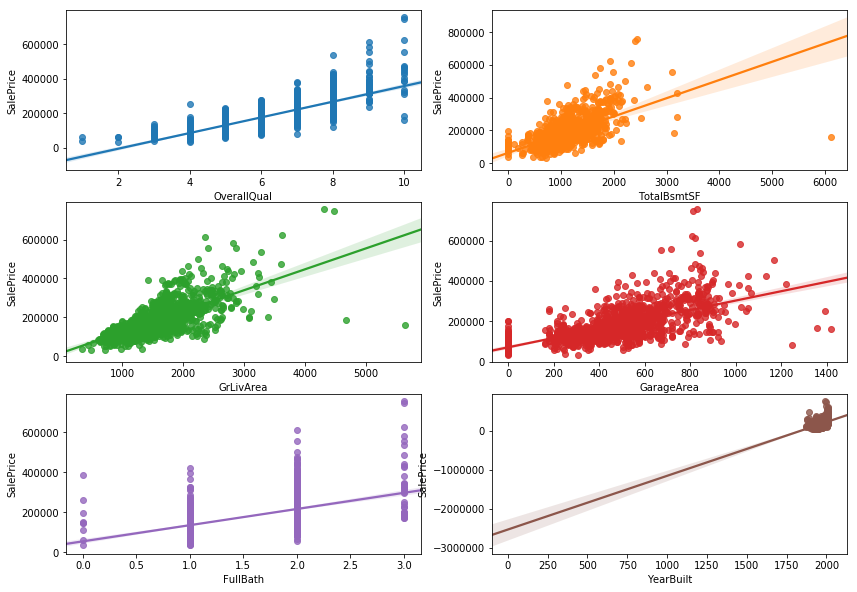 SalePrice
600000
400000
200000
0
2 4 6 8 10
OverallQual
SalePrice
800000
600000
400000
200000
0
0 1000 2000 3000 4000 5000 6000
TotalBsmtSF
SalePrice
600000
400000
200000
0
1000 2000 3000 4000 5000
GrLivArea
SalePrice
600000
400000
200000
0
0 200 400 600 800 1000 1200 1400
GarageArea
SalePrice
600000
400000
200000
0
0.0 0.5 1.0 1.5 2.0 2.5 3.0
FullBath
SalePrice
0
−1000000
−2000000
−3000000
0 250 500 750 1000 1250 1500 1750 2000
YearBuilt